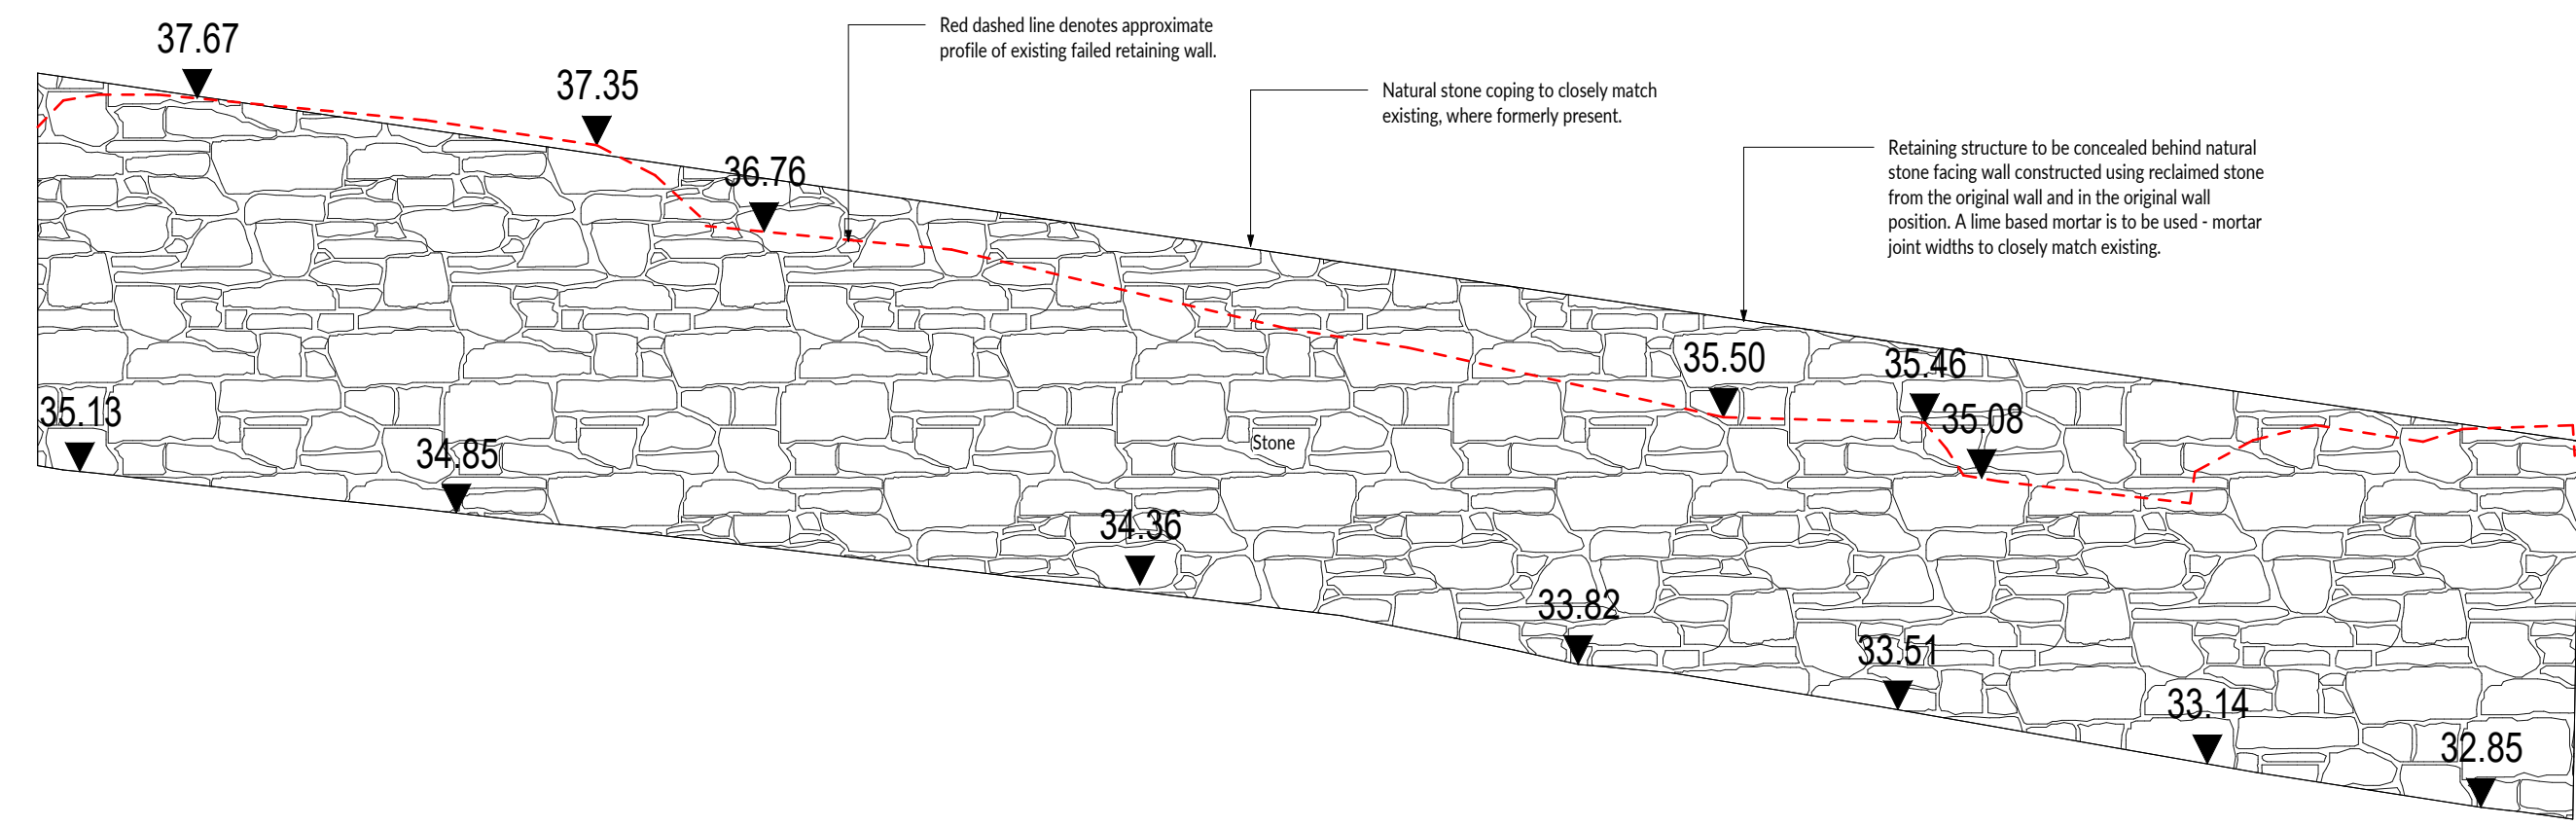 37.67
37.35
36.76
Red dashed line denotes approximate
profile of existing failed retaining wall.
Natural stone coping to closely match
existing, where formerly present.
Retaining structure to be concealed behind natural
stone facing wall constructed using reclaimed stone
from the original wall and in the original wall
position. A lime based mortar is to be used - mortar
joint widths to closely match existing.
35.50
35.46
35.08
35.13
34.85
Stone
34.36
33.82
33.51
33.14
32.85